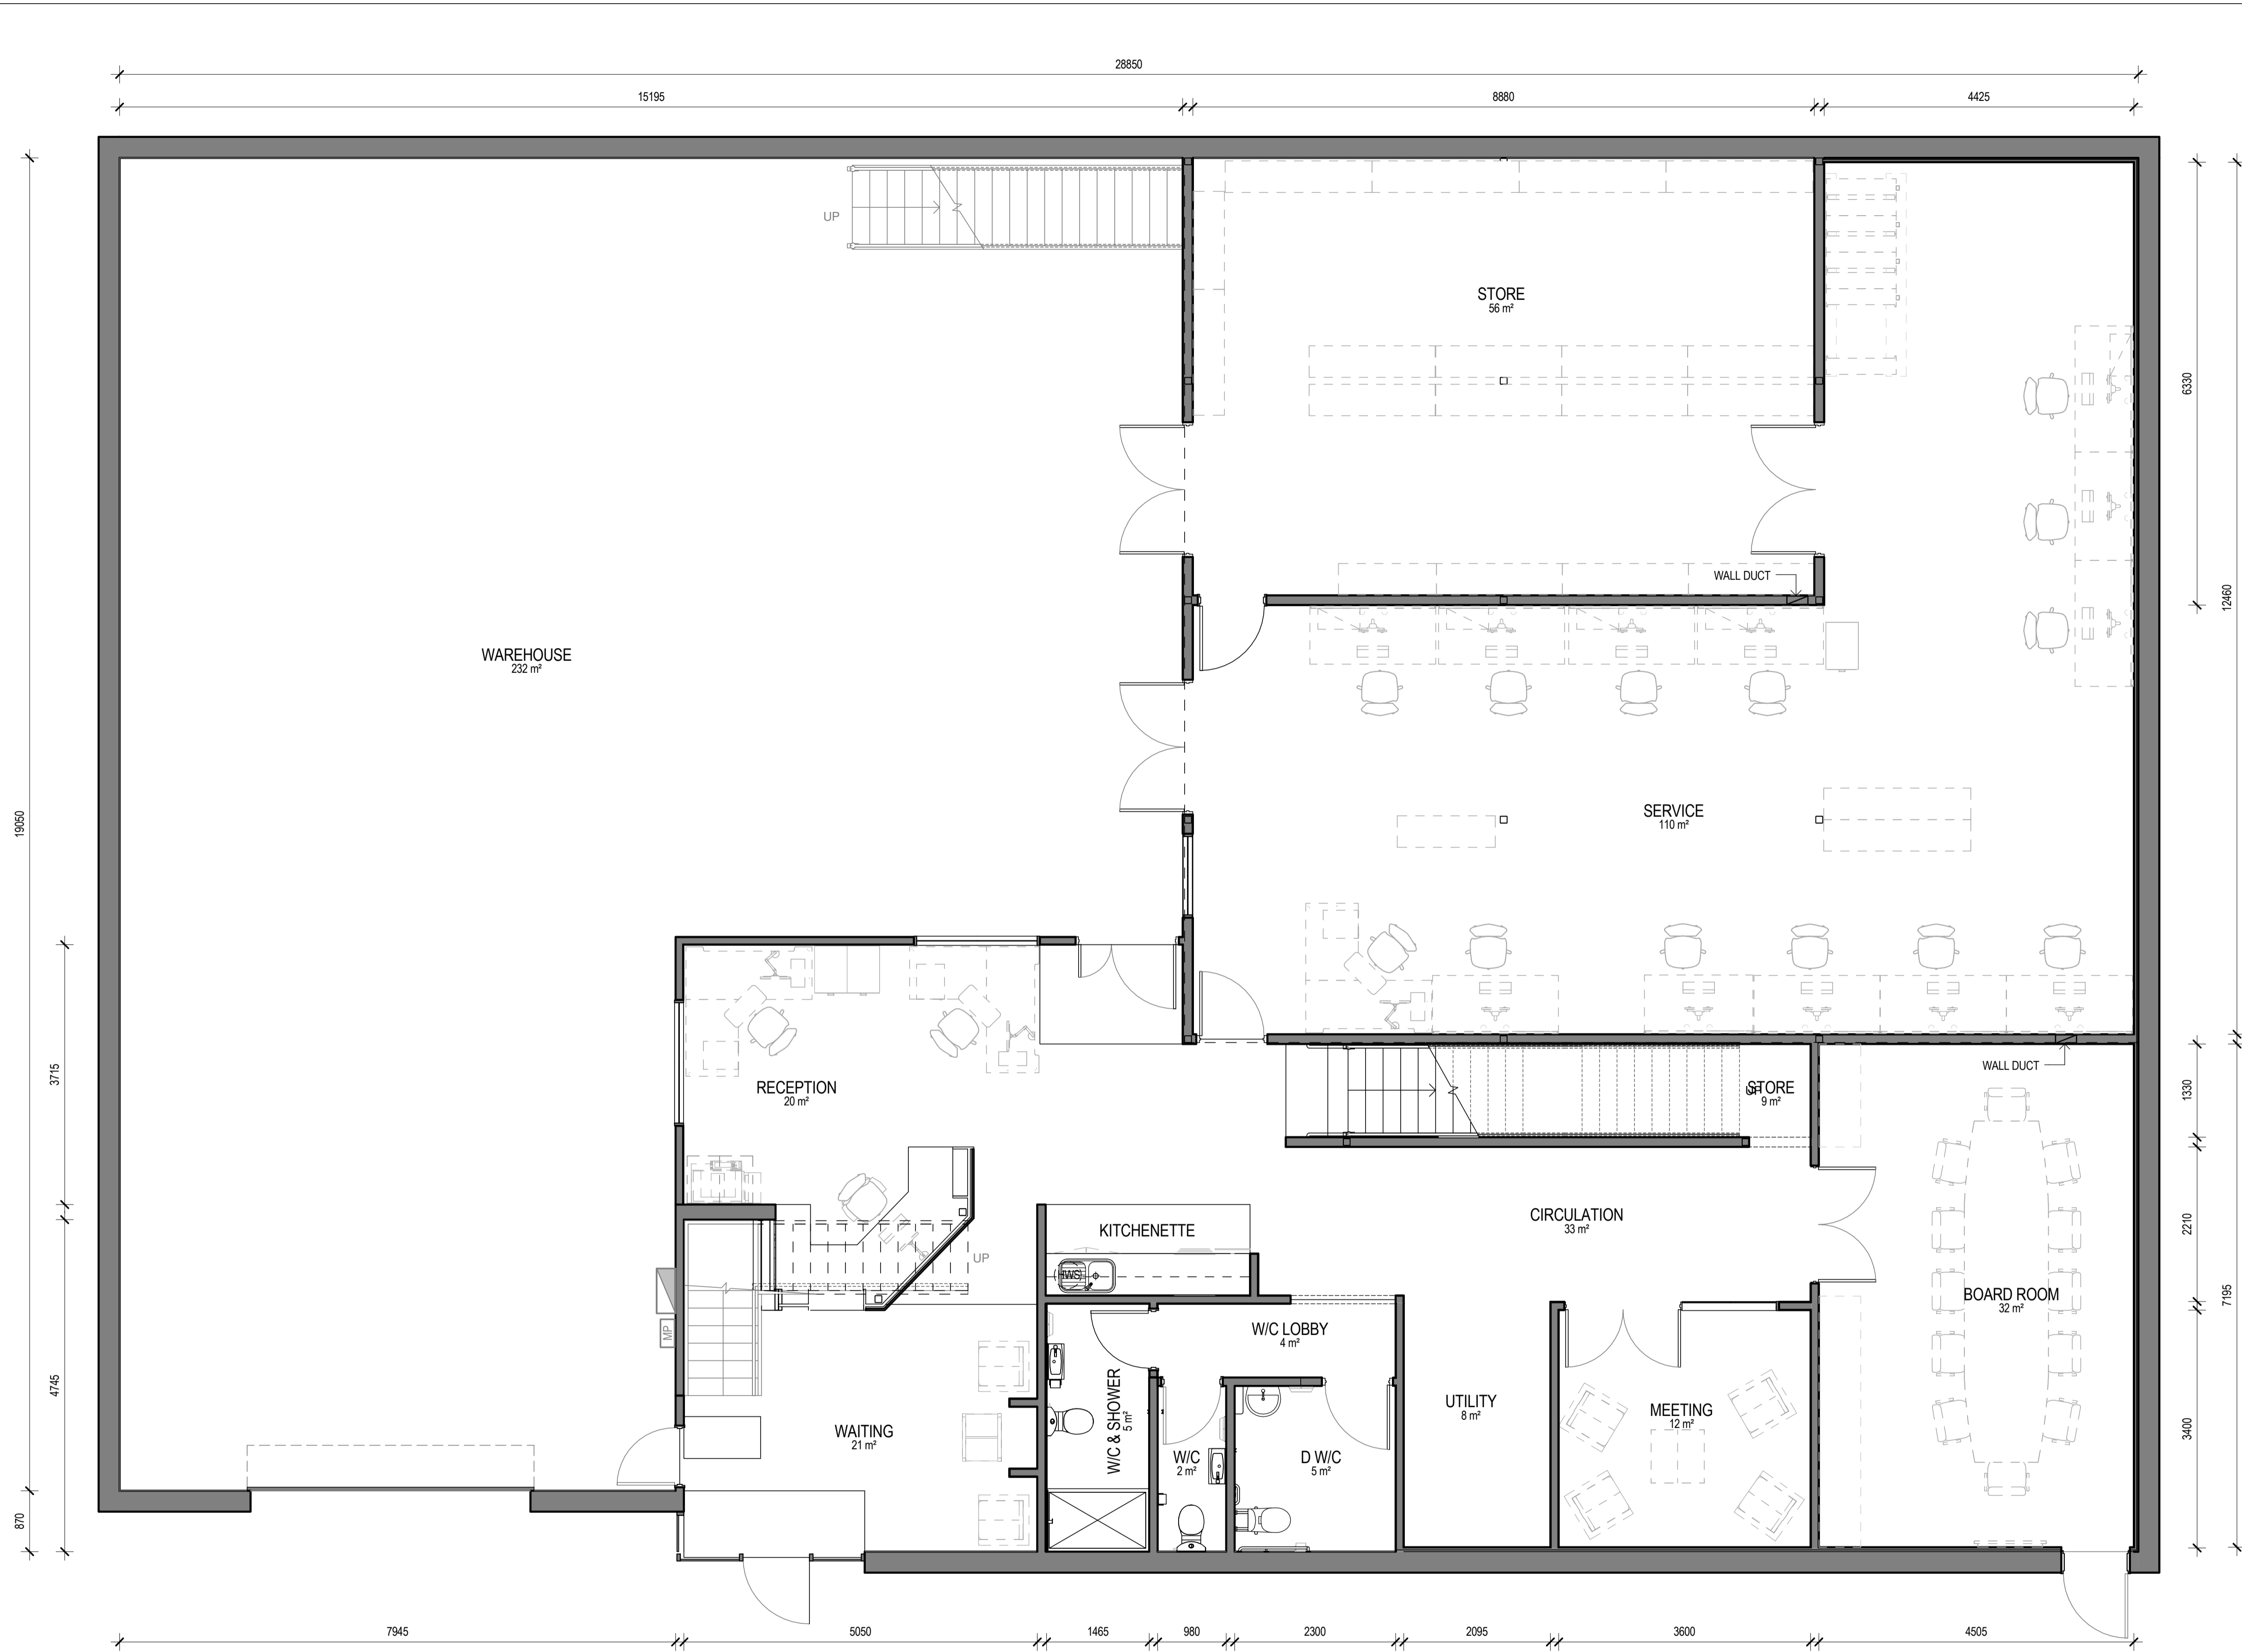 28850
15195
8880
4425
UP
STORE
56 m²
6330
12460
WALL DUCT
WAREHOUSE
232 m²
SERVICE
110 m²
19050
3715
RECEPTION
20 m²
WALL DUCT
UP
STORE
9 m²
1330
CIRCULATION
33 m²
2210
KITCHENETTE
UP
HWS
BOARD ROOM
32 m²
7195
MP
W/C LOBBY
4 m²
4745
W/C & SHOWER
5 m²
UTILITY
8 m²
MEETING
12 m²
3400
WAITING
21 m²
W/C
2 m²
D W/C
5 m²
870
7945
5050
1465
980
2300
2095
3600
4505